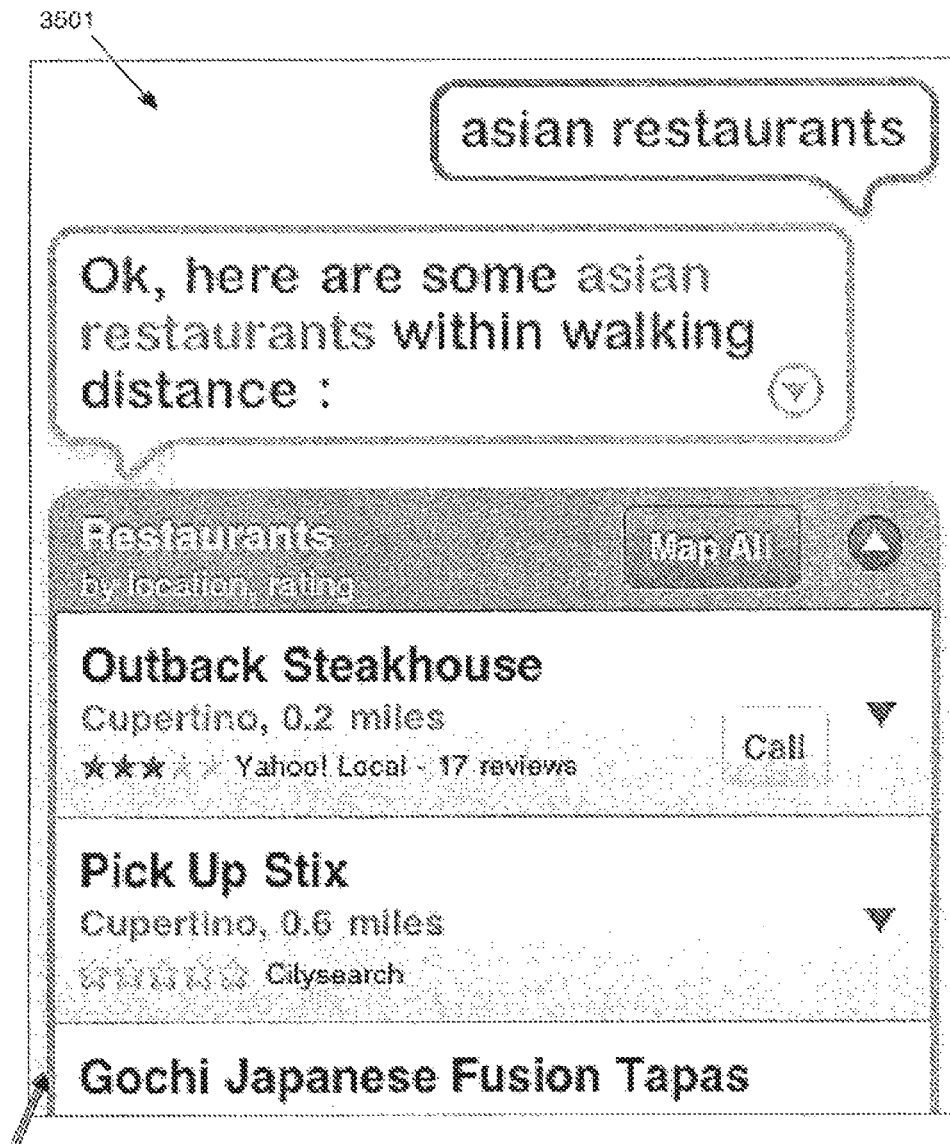 3501
asian restaurants
Ok, here are some asian
restaurants within walking
distance :
Restaurants
Map All
by location, rating
Outback Steakhouse
Cupertino, 0.2 miles
Call
Yahoo! Local - 17 reviews
Pick Up Stix
Cupertino, 0.6 miles
Citysearch
Gochi Japanese Fusion Tapas